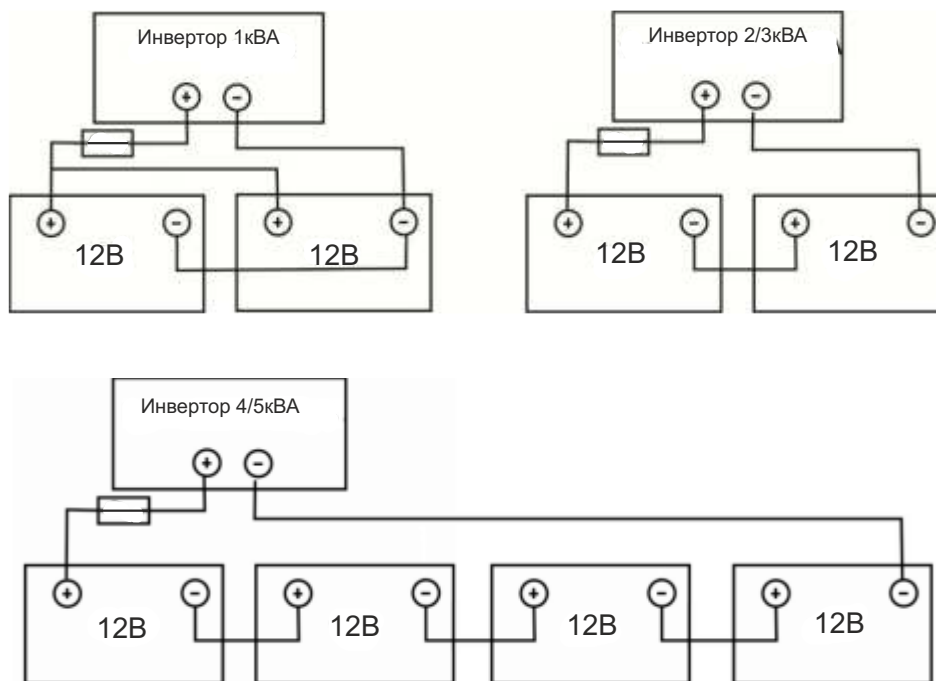 Инвертор 1кВА
Инвертор 2/3кВА
+ −
+ −
+ − + −
+ − + −
12В 12В
12В 12В
Инвертор 4/5кВА
+ −
+ − + − + − + −
12В 12В 12В 12В